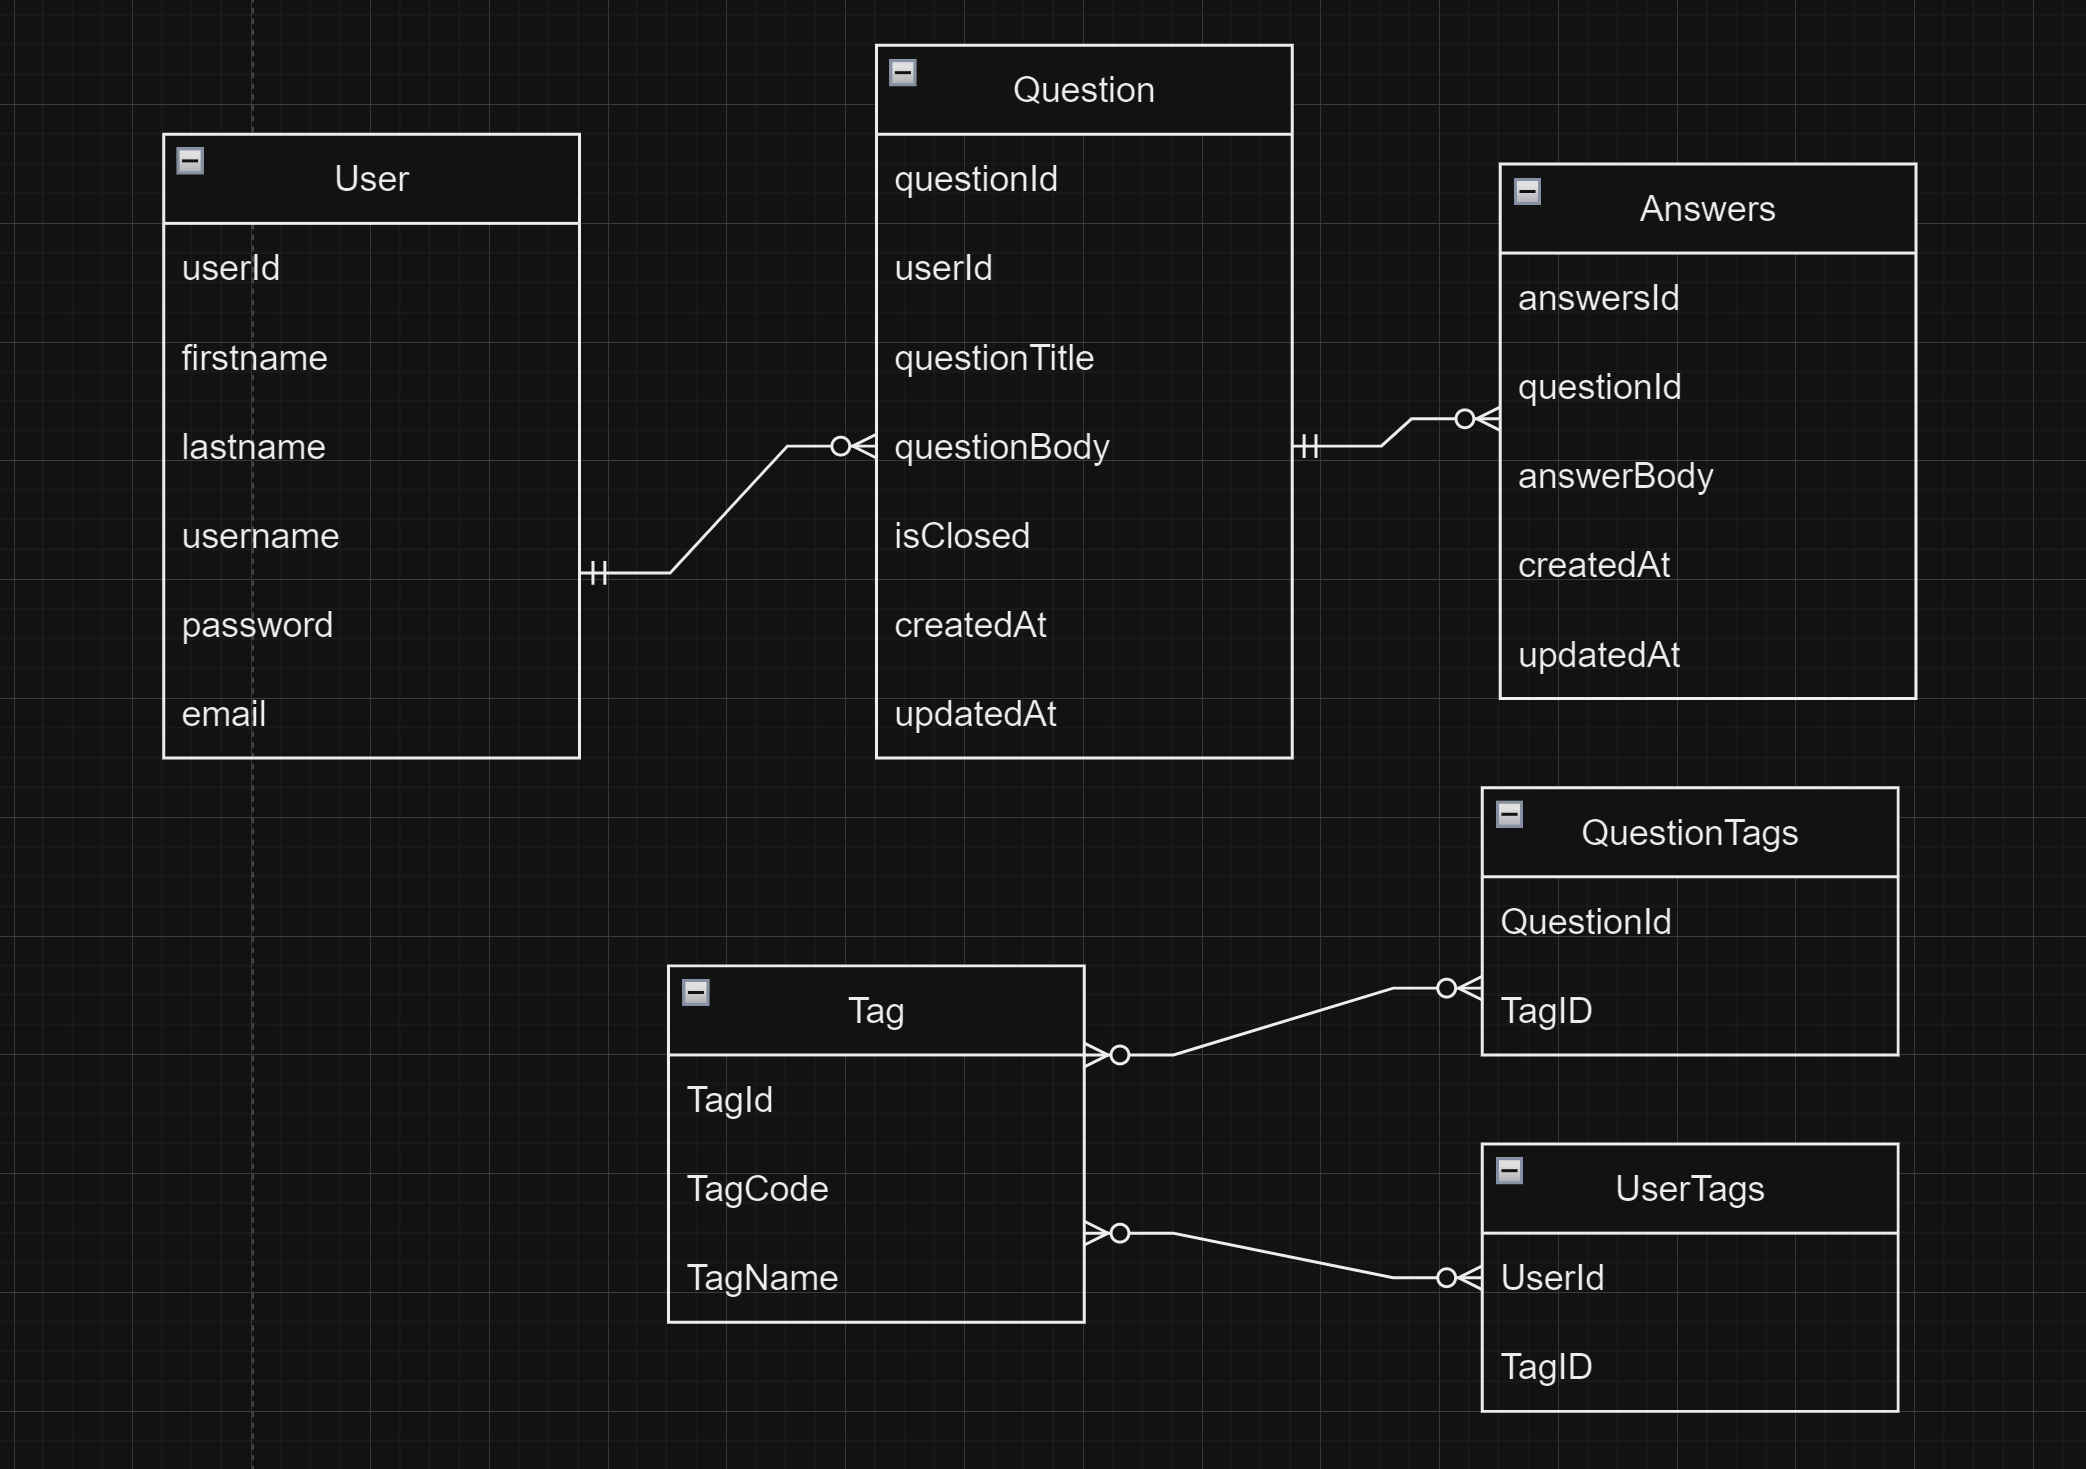 User
userId
firstname
lastname
username
password
email
Question
questionId
userId
questionTitle
questionBody
isClosed
createdAt
updatedAt
Answers
answersId
questionId
answerBody
createdAt
updatedAt
QuestionTags
QuestionId
TagID
Tag
TagId
TagCode
TagName
UserTags
UserId
TagID